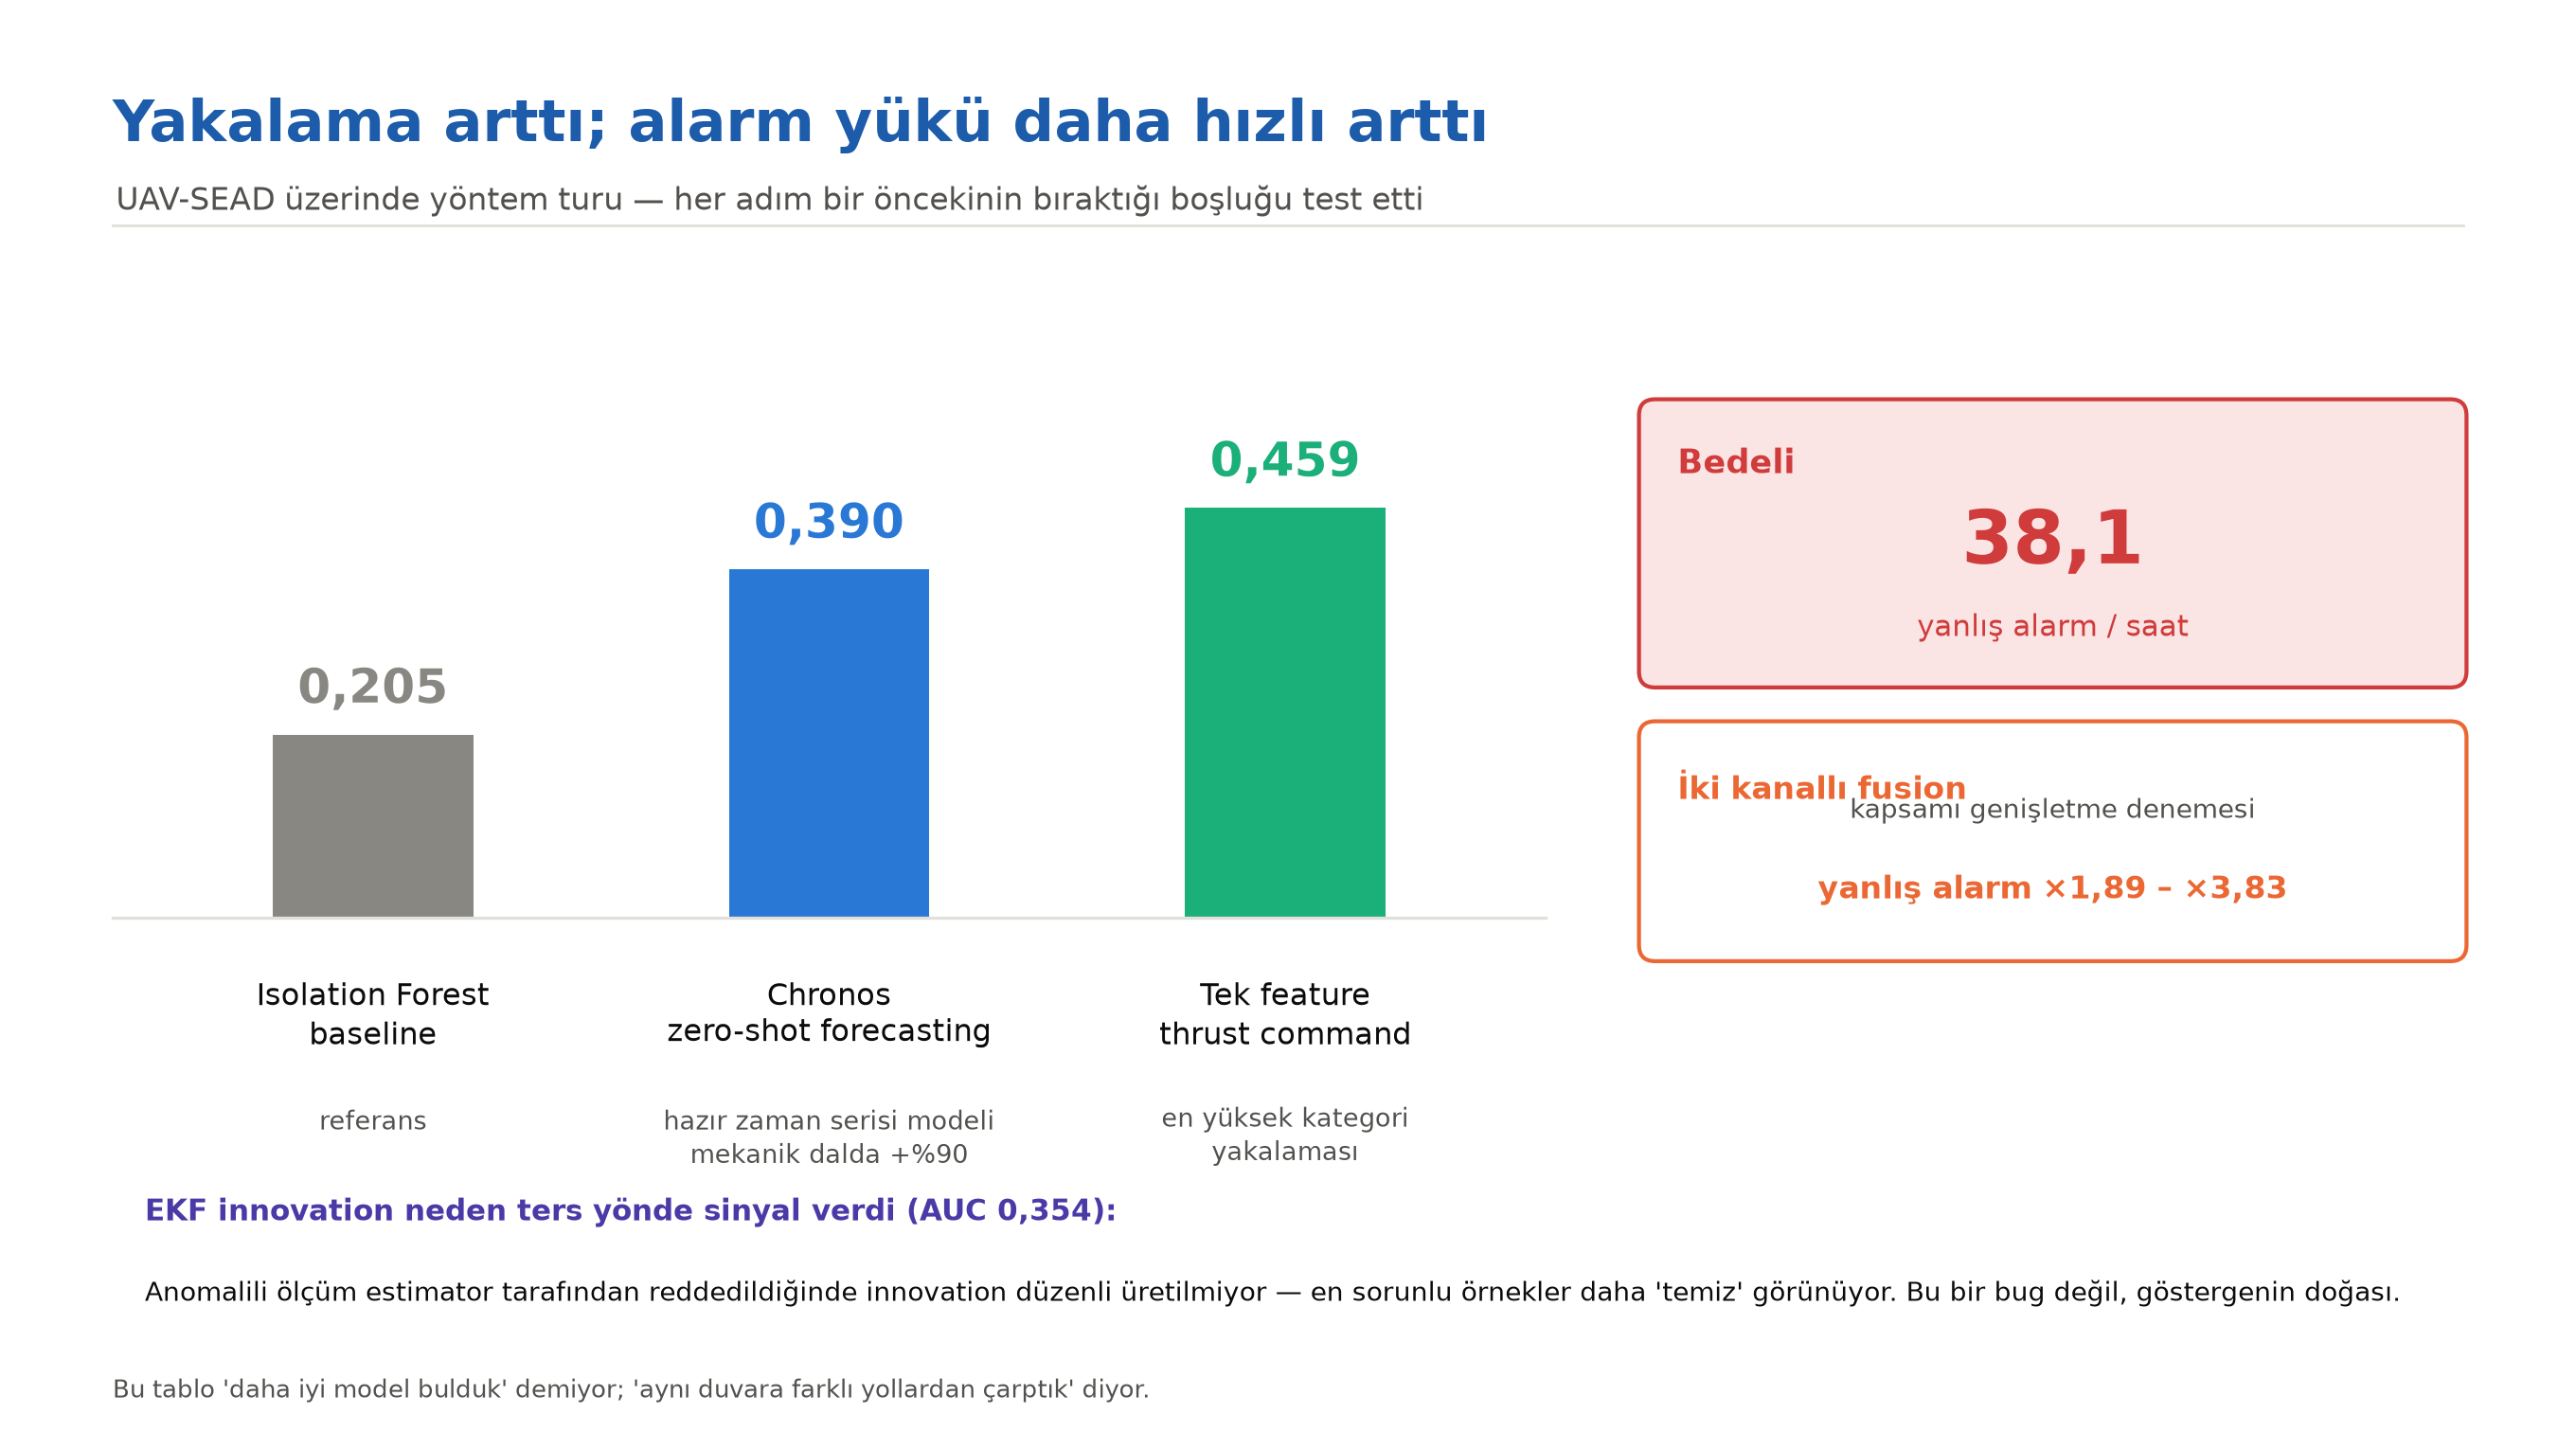 Yakalama arttı; alarm yükü daha hızlı arttı
UAV-SEAD üzerinde yöntem turu — her adım bir öncekinin bıraktığı boşluğu test etti
0,205
0,390
0,459
Isolation Forest
baseline
referans
Chronos
zero-shot forecasting
hazır zaman serisi modeli
mekanik dalda +%90
Tek feature
thrust command
en yüksek kategori
yakalaması
Bedeli
38,1
yanlış alarm / saat
İki kanallı fusion
kapsamı genişletme denemesi
yanlış alarm ×1,89 – ×3,83
EKF innovation neden ters yönde sinyal verdi (AUC 0,354):
Anomalili ölçüm estimator tarafından reddedildiğinde innovation düzenli üretilmiyor — en sorunlu örnekler daha 'temiz' görünüyor. Bu bir bug değil, göstergenin doğası.
Bu tablo 'daha iyi model bulduk' demiyor; 'aynı duvara farklı yollardan çarptık' diyor.